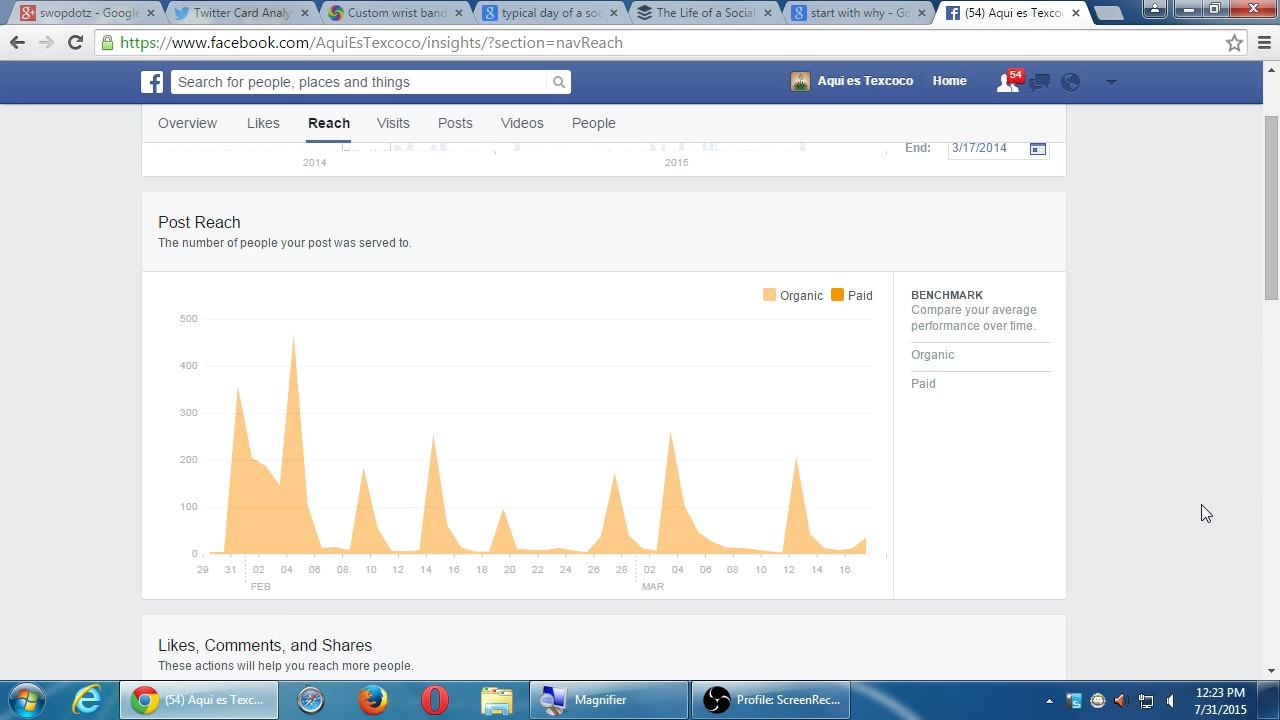 swopdotz - Google
Twitter Card Analy
Custom wrist band
typical day of a soc
The Life of a Social
start with why - Go
(54) Aqui es Texco
https://www.facebook.com/AquiEsTexcoco/insights/?section=navReach
Search for people, places and things
Aqui es Texcoco
Home
54
Overview
Likes
Reach
Visits
Posts
Videos
People
2014
2015
End:
3/17/2014
Post Reach
The number of people your post was served to.
Organic
Paid
BENCHMARK
Compare your average
performance over time.
Organic
Paid
500
400
300
200
100
0
29 31 02 04 06 08 10 12 14 16 18 20 22 24 26 28 02 04 06 08 10 12 14 16
FEB MAR
Likes, Comments, and Shares
These actions will help you reach more people.
(54) Aqui es Texc...
Magnifier
Profile: ScreenRec...
12:23 PM
7/31/2015